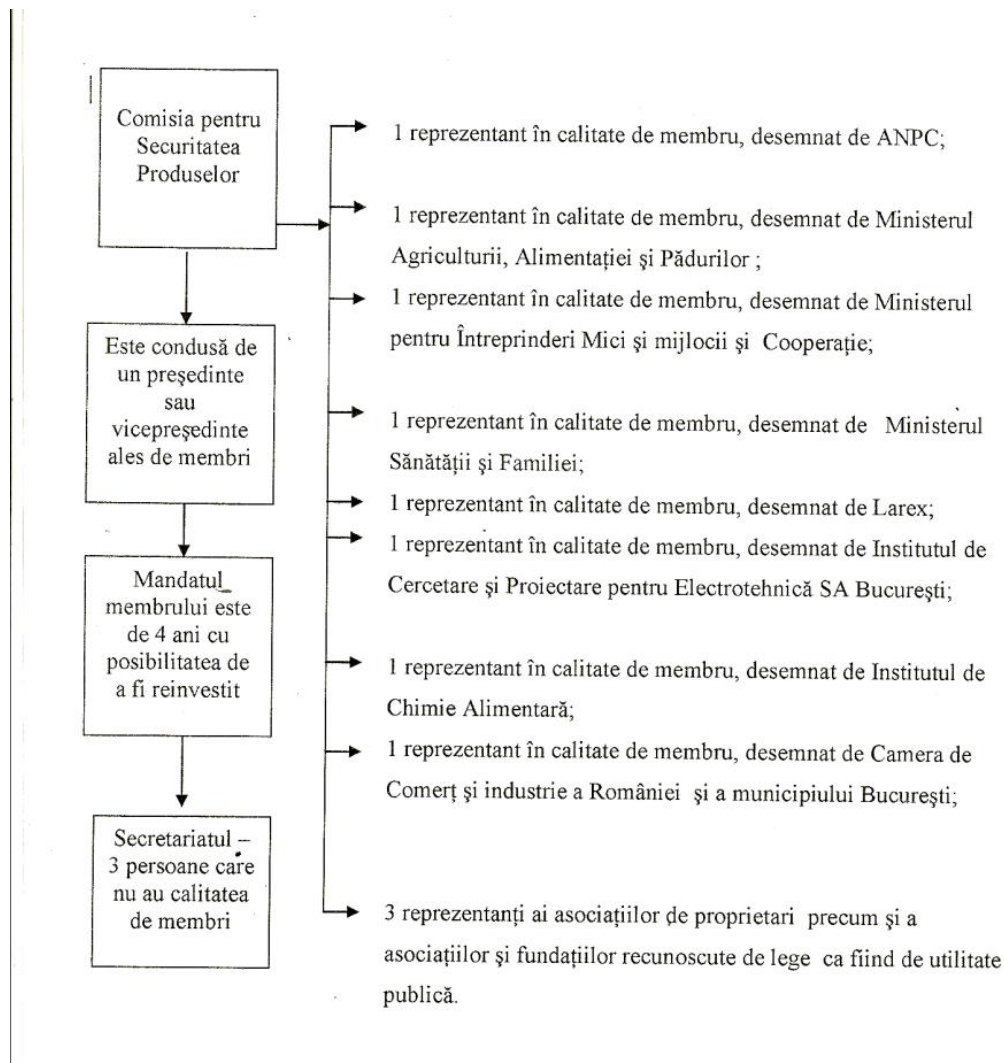 Comisia pentru
Securitatea
Produselor
Este condusă de
un preşedinte
sau
vicepreşedinte
ales de membri
Mandatul
membrului este
de 4 ani cu
posibilitatea de
a fi reinvestit
Secretariatul –
3 persoane care
nu au calitatea
de membri
1 reprezentant în calitate de membru, desemnat de ANPC;
1 reprezentant în calitate de membru, desemnat de Ministerul
Agriculturii, Alimentaţiei şi Pădurilor ;
1 reprezentant în calitate de membru, desemnat de Ministerul
pentru Întreprinderi Mici şi mijlocii şi Cooperaţie;
1 reprezentant în calitate de membru, desemnat de Ministerul
Sănătăţii şi Familiei;
1 reprezentant în calitate de membru, desemnat de Larex;
1 reprezentant în calitate de membru, desemnat de Institutul de
Cercetare şi Proiectare pentru Electrotehnică SA Bucureşti;
1 reprezentant în calitate de membru, desemnat de Institutul de
Chimie Alimentară;
1 reprezentant în calitate de membru, desemnat de Camera de
Comerţ şi industrie a României şi a municipiului Bucureşti;
3 reprezentanţi ai asociaţiilor de proprietari precum şi a
asociaţiilor şi fundaţiilor recunoscute de lege ca fiind de utilitate
publică.